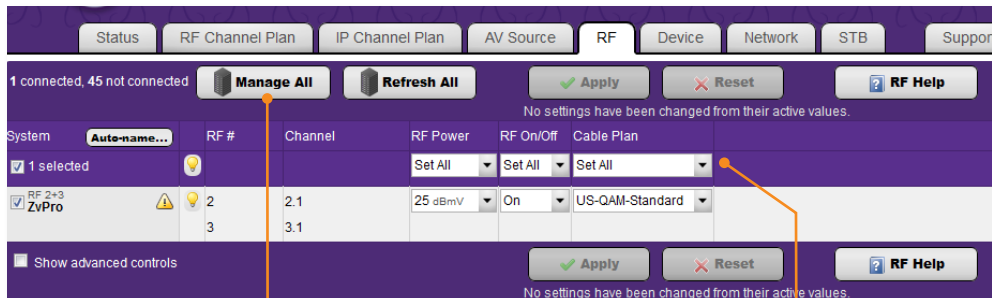 Status RF Channel Plan IP Channel Plan AV Source RF Device Network STB Suppor
1 connected, 45 not connected Manage All Refresh All Apply Reset RF Help
No settings have been changed from their active values.
System Auto-name... RF # Channel RF Power RF On/Off Cable Plan
1 selected Set All Set All Set All
RF 2+3
ZvPro 2 2.1 25 dBmV On US-QAM-Standard
3 3.1
Show advanced controls Apply Reset RF Help
No settings have been changed from their active values.